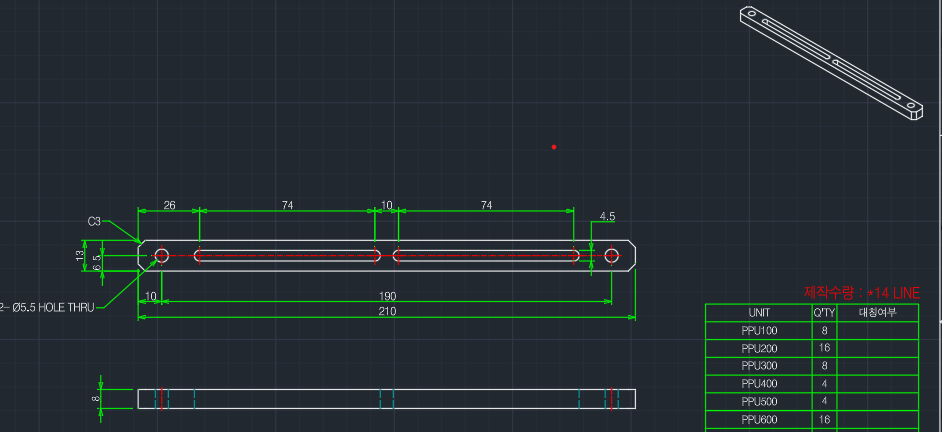 26 74 10 74
4.5
C3
13
6.5
2- Ø5.5 HOLE THRU
10 190
210
8
제작수량 : *14 LINE
UNIT Q'TY 대칭여부
PPU100 8
PPU200 16
PPU300 8
PPU400 4
PPU500 4
PPU600 16